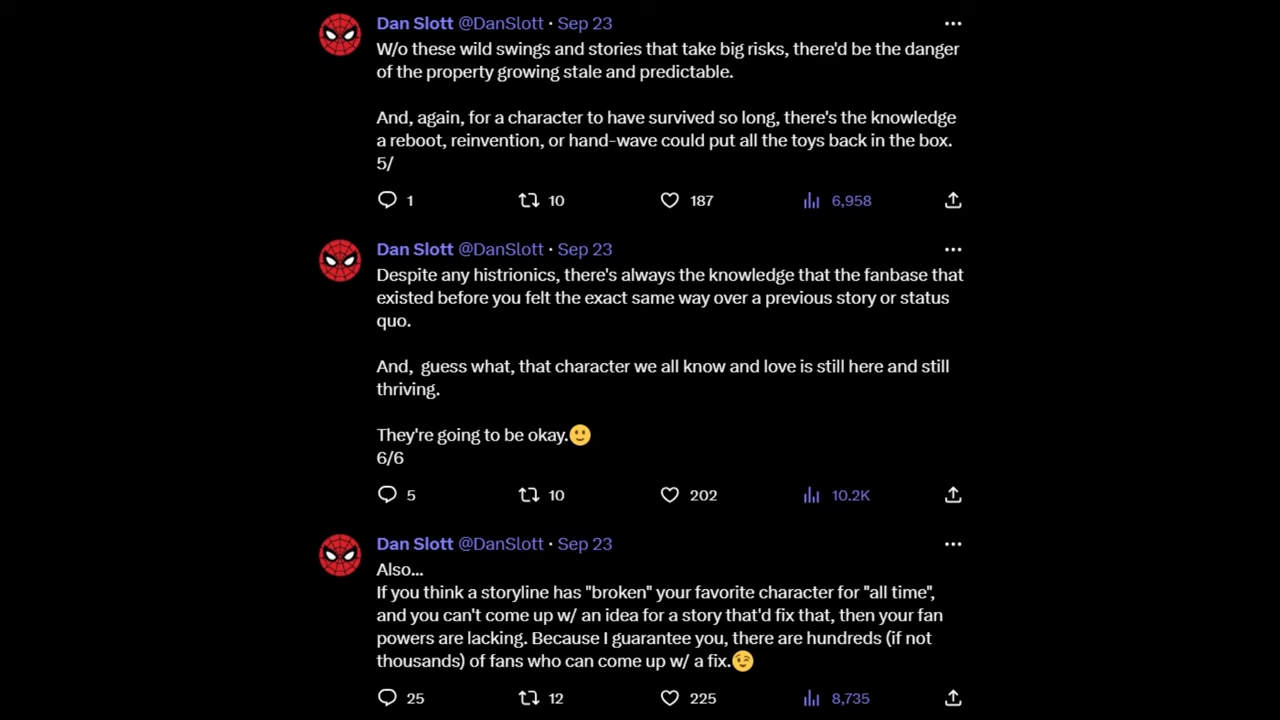 Dan Slott @DanSlott · Sep 23
W/o these wild swings and stories that take big risks, there'd be the danger
of the property growing stale and predictable.
And, again, for a character to have survived so long, there's the knowledge
a reboot, reinvention, or hand-wave could put all the toys back in the box.
5/
1 10 187 6,958
Dan Slott @DanSlott · Sep 23
Despite any histrionics, there's always the knowledge that the fanbase that
existed before you felt the exact same way over a previous story or status
quo.
And,  guess what, that character we all know and love is still here and still
thriving.
They're going to be okay.🙂
6/6
5 10 202 10.2K
Dan Slott @DanSlott · Sep 23
Also...
If you think a storyline has "broken" your favorite character for "all time",
and you can't come up w/ an idea for a story that'd fix that, then your fan
powers are lacking. Because I guarantee you, there are hundreds (if not
thousands) of fans who can come up w/ a fix.😉
25 12 225 8,735